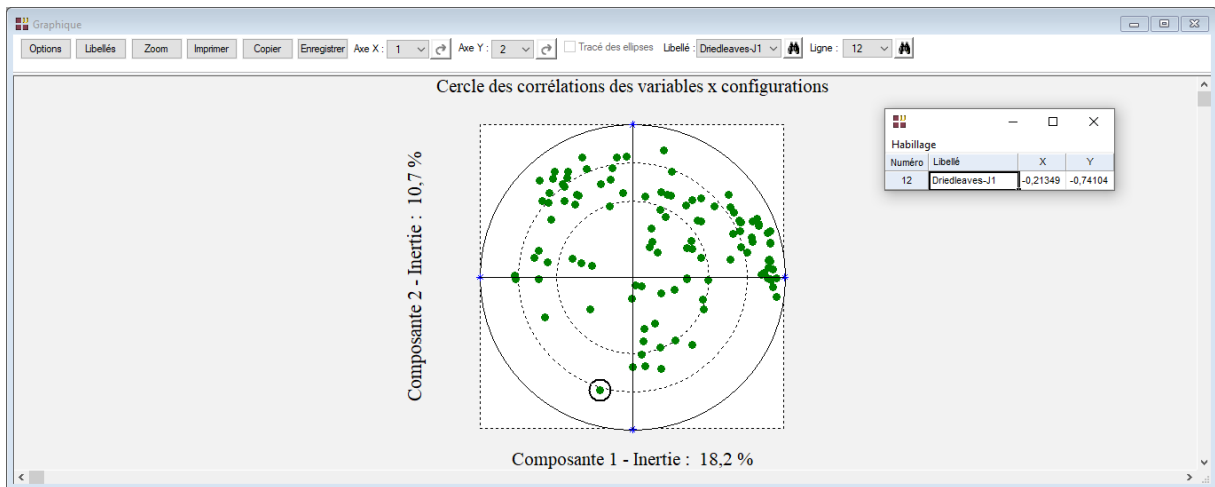 Graphique
Options Libellés Zoom Imprimer Copier Enregistrer Axe X : 1 Axe Y : 2 Tracé des ellipses Libellé : Driedleaves-J1 Ligne : 12
Cercle des corrélations des variables x configurations
Habillage
Numéro Libellé X Y
12 Driedleaves-J1 -0,21349 -0,74104
Composante 2 - Inertie : 10,7 %
Composante 1 - Inertie : 18,2 %